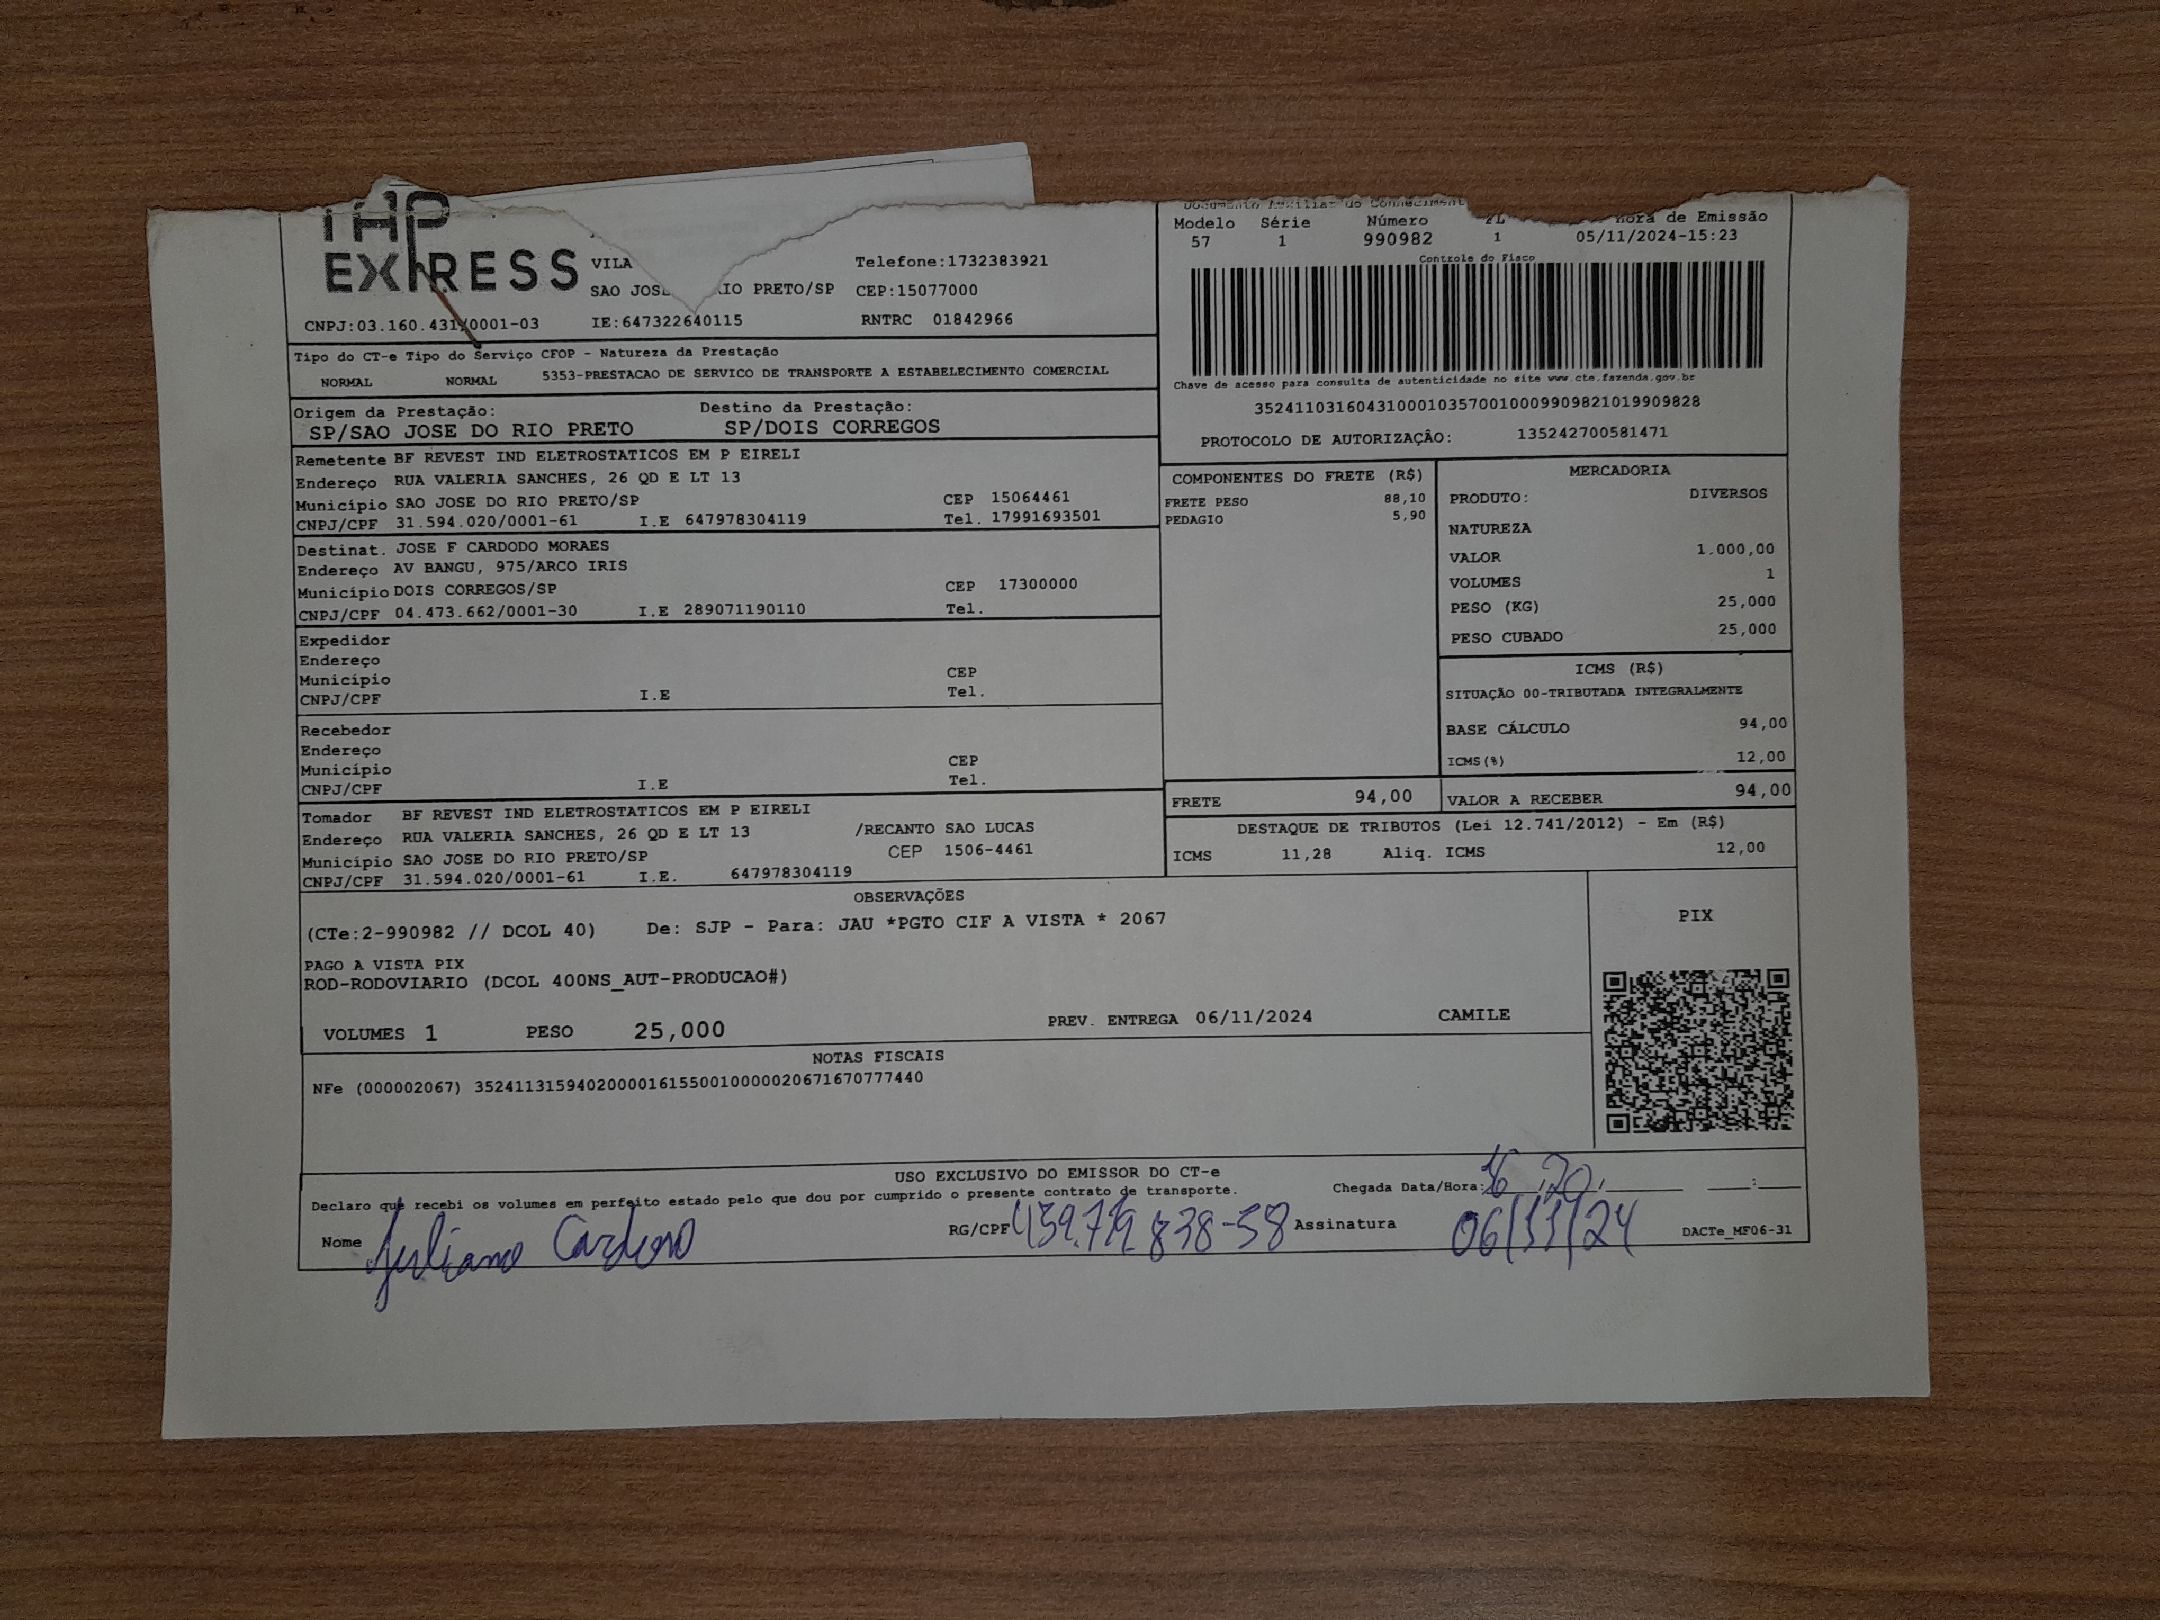 THP
EXPRESS
VILA
Telefone:1732383921
RIO PRETO/SP CEP:15077000
CNPJ:03.160.431/0001-03 IE:647322640115 RNTRC 01842966
Documento Auxiliar do Conheciment
Modelo Série Número Hora de Emissão
57 1 990982 1 05/11/2024-15:23
Controle do Fisco
Chave de acesso para consulta de autenticidade no site www.cte.fazenda.gov.br
35241103160431000103570010009909821019909828
PROTOCOLO DE AUTORIZAÇÂO: 135242700581471
Tipo do CT-e Tipo do Serviço CFOP - Natureza da Prestação
NORMAL NORMAL 5353-PRESTACAO DE SERVICO DE TRANSPORTE A ESTABELECIMENTO COMERCIAL
Origem da Prestação: Destino da Prestação:
SP/SAO JOSE DO RIO PRETO SP/DOIS CORREGOS
Remetente BF REVEST IND ELETROSTATICOS EM P EIRELI
Endereço RUA VALERIA SANCHES, 26 QD E LT 13
Município SAO JOSE DO RIO PRETO/SP CEP 15064461
CNPJ/CPF 31.594.020/0001-61 I.E 647978304119 Tel. 17991693501
Destinat. JOSE F CARDODO MORAES
Endereço AV BANGU, 975/ARCO IRIS
Município DOIS CORREGOS/SP CEP 17300000
CNPJ/CPF 04.473.662/0001-30 I.E 289071190110 Tel.
Expedidor
Endereço
Município CEP
CNPJ/CPF I.E Tel.
Recebedor
Endereço
Município CEP
CNPJ/CPF I.E Tel.
Tomador BF REVEST IND ELETROSTATICOS EM P EIRELI
Endereço RUA VALERIA SANCHES, 26 QD E LT 13 /RECANTO SAO LUCAS
Município SAO JOSE DO RIO PRETO/SP CEP 1506-4461
CNPJ/CPF 31.594.020/0001-61 I.E. 647978304119
COMPONENTES DO FRETE (R$)
FRETE PESO 88,10
PEDAGIO 5,90
MERCADORIA
PRODUTO: DIVERSOS
NATUREZA
VALOR 1.000,00
VOLUMES 1
PESO (KG) 25,000
PESO CUBADO 25,000
ICMS (R$)
SITUAÇÃO 00-TRIBUTADA INTEGRALMENTE
BASE CÁLCULO 94,00
ICMS(%) 12,00
FRETE 94,00 VALOR A RECEBER 94,00
DESTAQUE DE TRIBUTOS (Lei 12.741/2012) - Em (R$)
ICMS 11,28 Aliq. ICMS 12,00
OBSERVAÇÕES
(CTe:2-990982 // DCOL 40) De: SJP - Para: JAU *PGTO CIF A VISTA * 2067
PAGO A VISTA PIX
ROD-RODOVIARIO (DCOL 400NS_AUT-PRODUCAO#)
VOLUMES 1 PESO 25,000 PREV. ENTREGA 06/11/2024 CAMILE
PIX
NOTAS FISCAIS
NFe (000002067) 35241131594020000161550010000020671670777440
USO EXCLUSIVO DO EMISSOR DO CT-e
Declaro que recebi os volumes em perfeito estado pelo que dou por cumprido o presente contrato de transporte. Chegada Data/Hora: 16 20
Nome Juliano Cardoso RG/CPF 459.719.838-58 Assinatura 06/11/24 DACTe_MF06-31